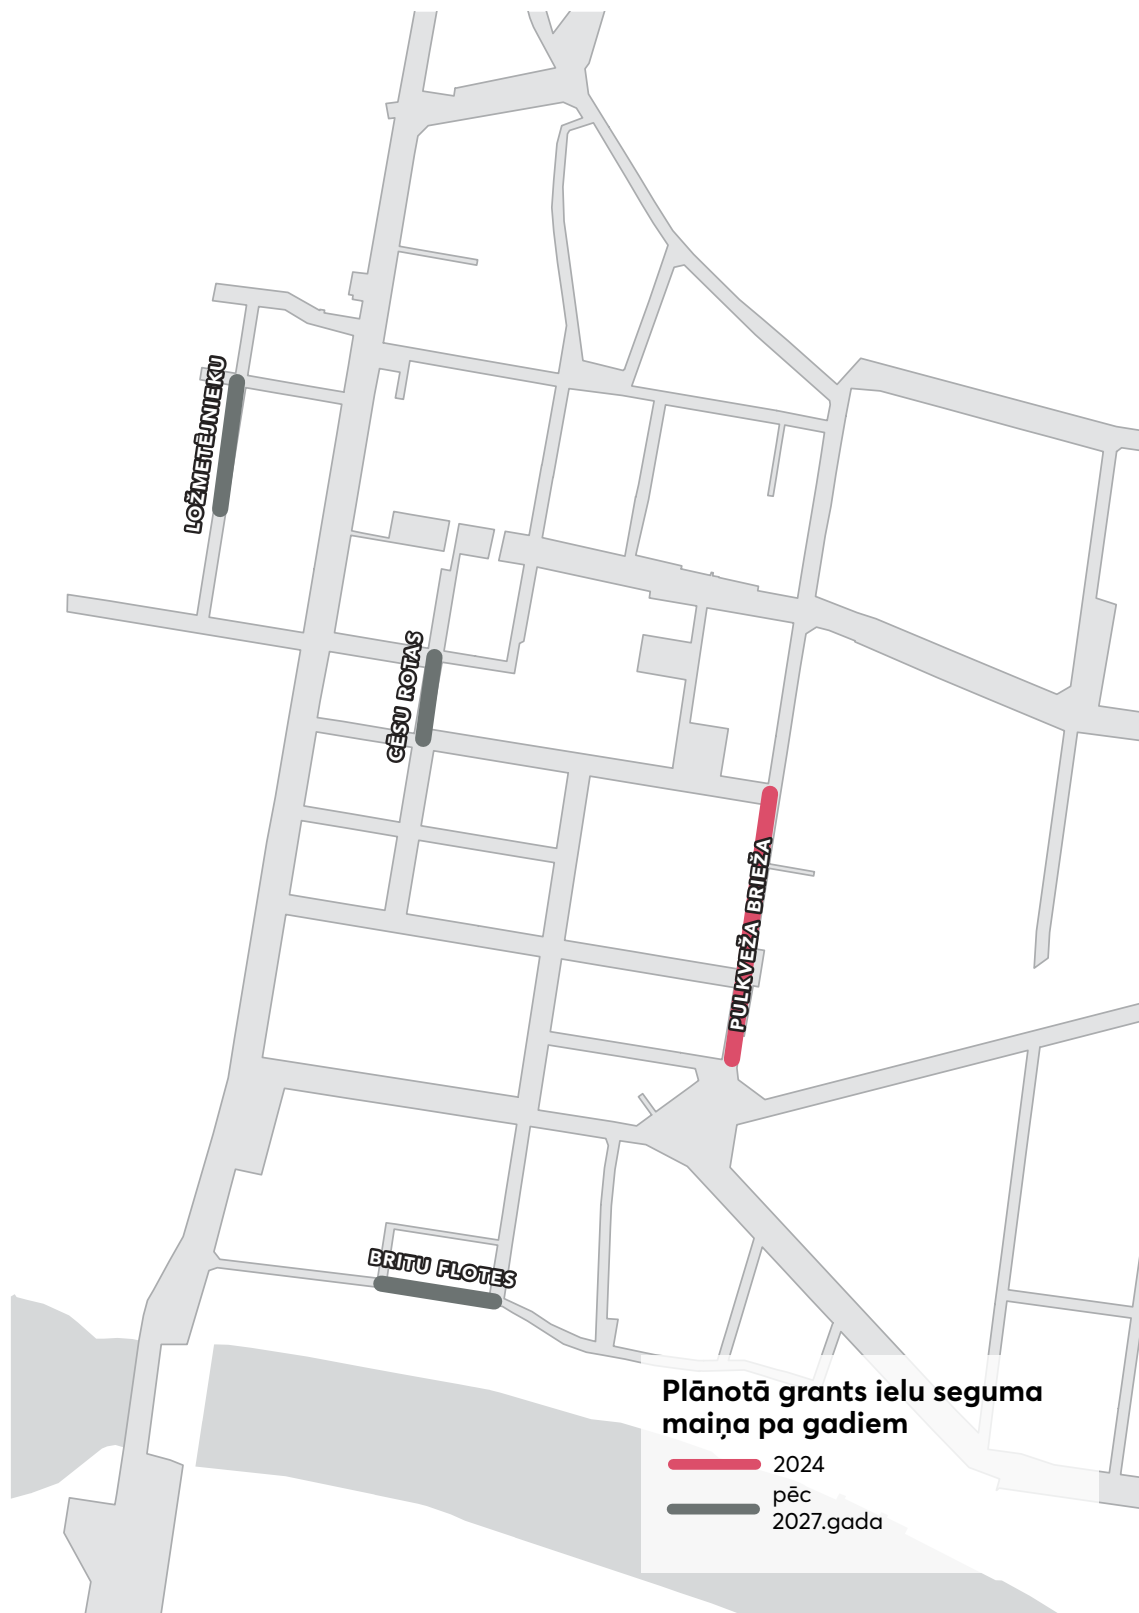 LOŽMETĒJNIEKU
CĒSU ROTAS
PULKVEŽA BRIEŽA
BRITU FLOTES
Plānotā grants ielu seguma
maiņa pa gadiem
2024
pēc
2027.gada